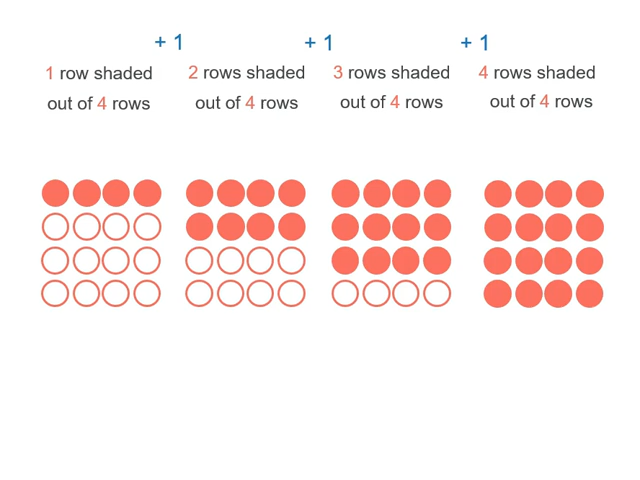 + 1 + 1 + 1
1 row shaded
out of 4 rows
2 rows shaded
out of 4 rows
3 rows shaded
out of 4 rows
4 rows shaded
out of 4 rows